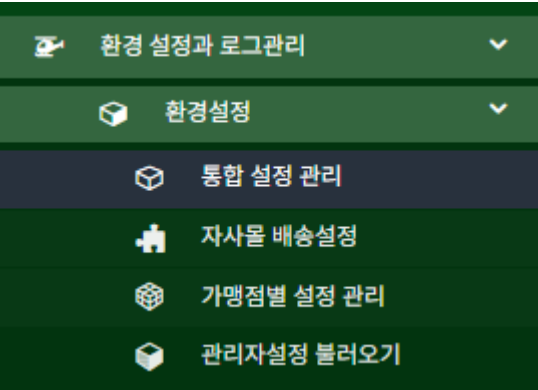 환경 설정과 로그관리
환경설정
통합 설정 관리
자사몰 배송설정
가맹점별 설정 관리
관리자설정 불러오기